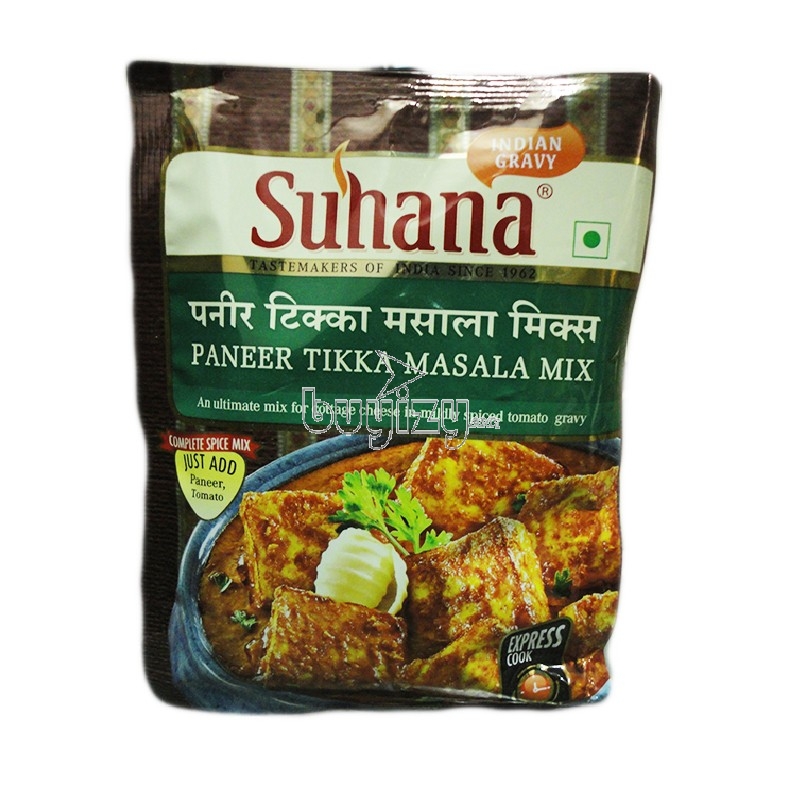 INDIAN
GRAVY
Suhana®
TASTEMAKERS OF INDIA SINCE 1962
पनीर टिक्का मसाला मिक्स
PANEER TIKKA MASALA MIX
An ultimate mix for cottage cheese in mildly spiced tomato gravy
buyizy
COMPLETE SPICE MIX
JUST ADD
Paneer,
Tomato
EXPRESS
COOK